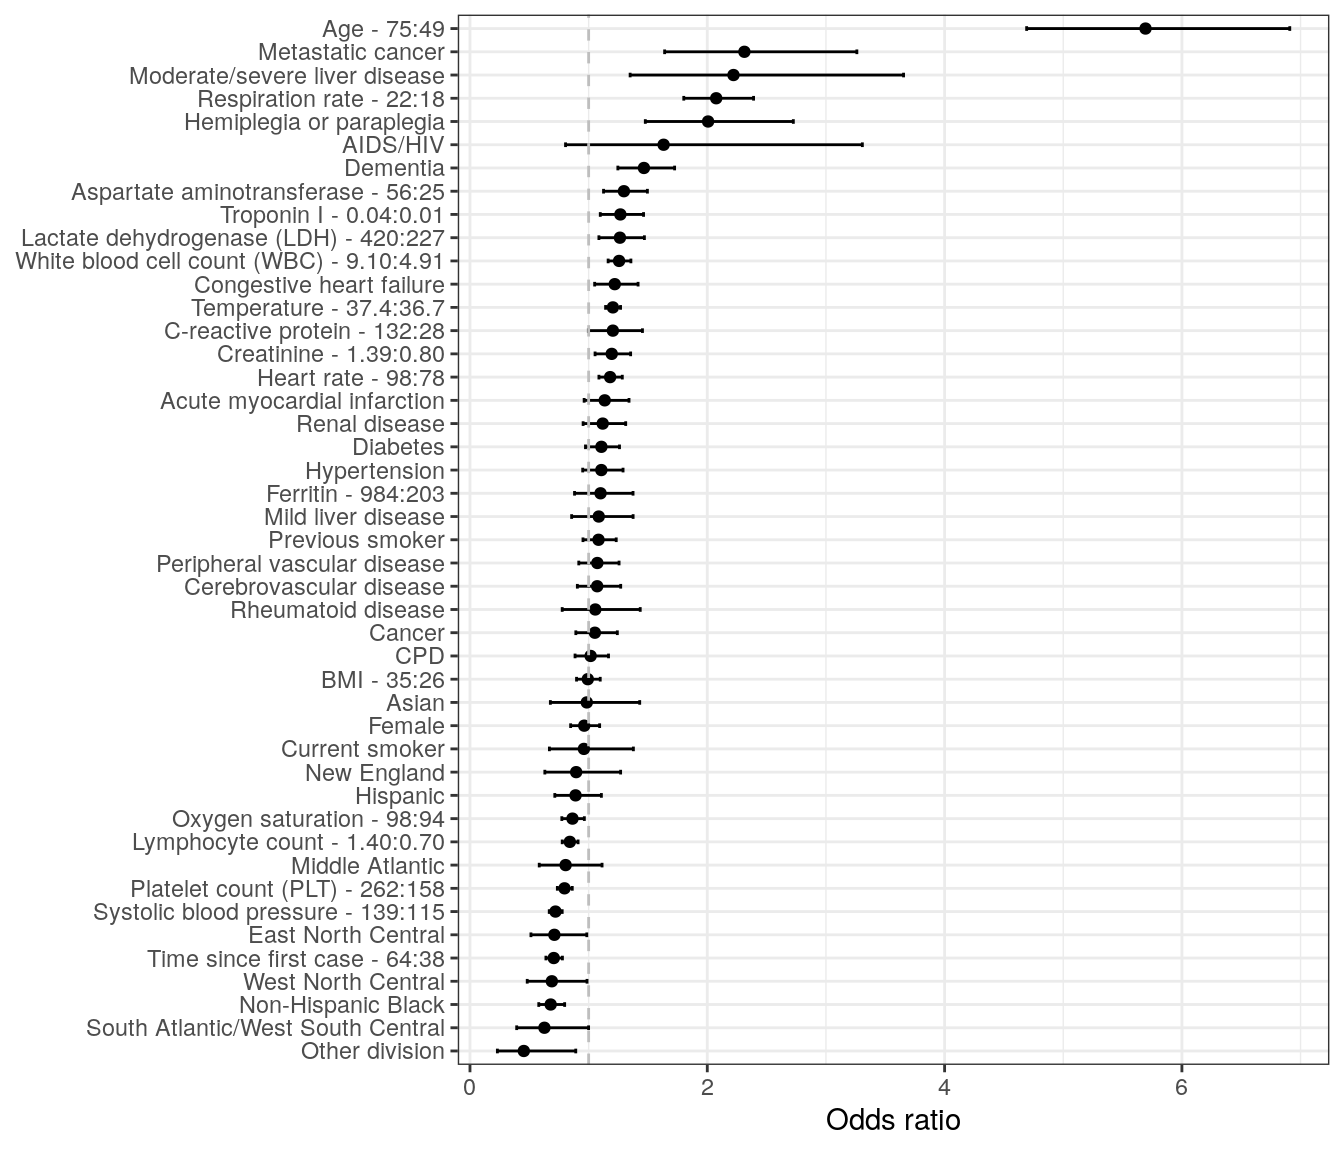 Age - 75:49
Metastatic cancer
Moderate/severe liver disease
Respiration rate - 22:18
Hemiplegia or paraplegia
AIDS/HIV
Dementia
Aspartate aminotransferase - 56:25
Troponin I - 0.04:0.01
Lactate dehydrogenase (LDH) - 420:227
White blood cell count (WBC) - 9.10:4.91
Congestive heart failure
Temperature - 37.4:36.7
C-reactive protein - 132:28
Creatinine - 1.39:0.80
Heart rate - 98:78
Acute myocardial infarction
Renal disease
Diabetes
Hypertension
Ferritin - 984:203
Mild liver disease
Previous smoker
Peripheral vascular disease
Cerebrovascular disease
Rheumatoid disease
Cancer
CPD
BMI - 35:26
Asian
Female
Current smoker
New England
Hispanic
Oxygen saturation - 98:94
Lymphocyte count - 1.40:0.70
Middle Atlantic
Platelet count (PLT) - 262:158
Systolic blood pressure - 139:115
East North Central
Time since first case - 64:38
West North Central
Non-Hispanic Black
South Atlantic/West South Central
Other division
0 2 4 6
Odds ratio